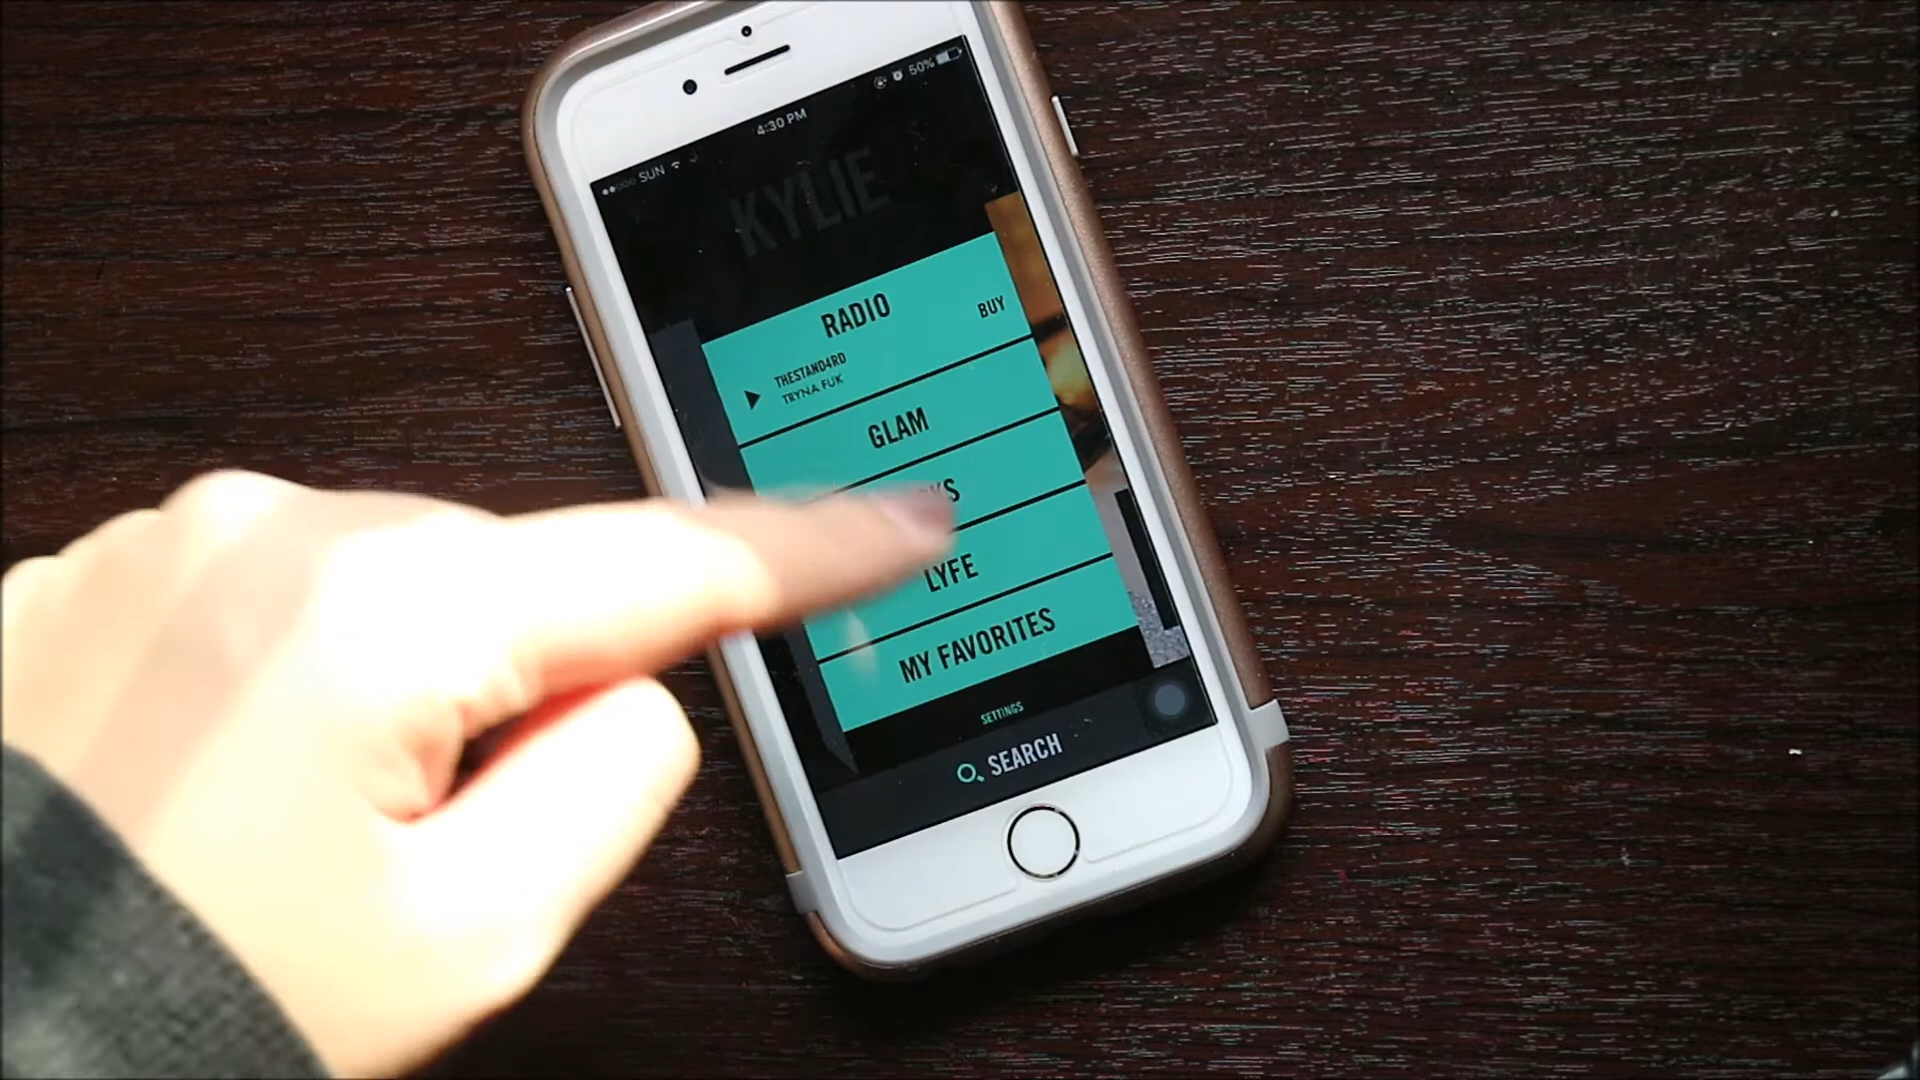 50%
4:30 PM
SUN
KYLIE
RADIO
BUY
THESTAND4RD
TRYNA FUK
GLAM
LYFE
MY FAVORITES
SETTINGS
SEARCH